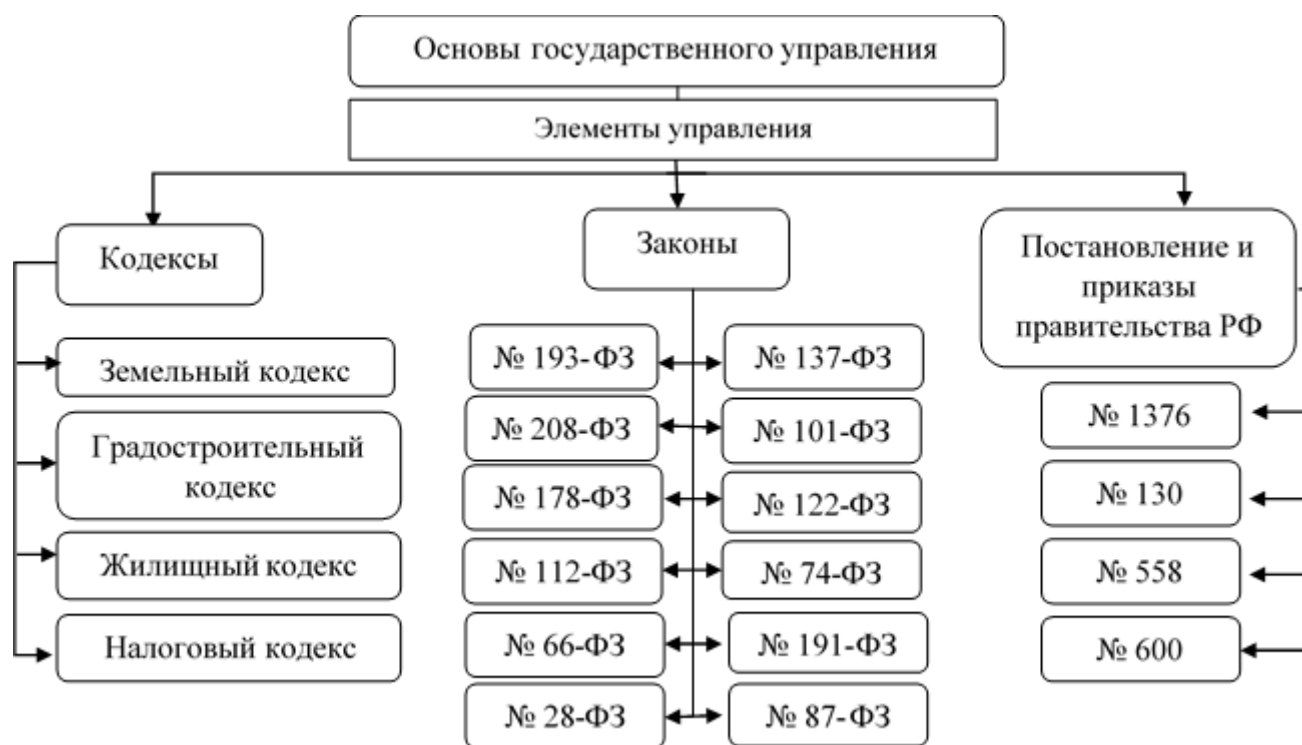 Основы государственного управления
Элементы управления
Кодексы
Земельный кодекс
Градостроительный
кодекс
Жилищный кодекс
Налоговый кодекс
Законы
№ 193-ФЗ
№ 137-ФЗ
№ 208-ФЗ
№ 101-ФЗ
№ 178-ФЗ
№ 122-ФЗ
№ 112-ФЗ
№ 74-ФЗ
№ 66-ФЗ
№ 191-ФЗ
№ 28-ФЗ
№ 87-ФЗ
Постановление и
приказы
правительства РФ
№ 1376
№ 130
№ 558
№ 600